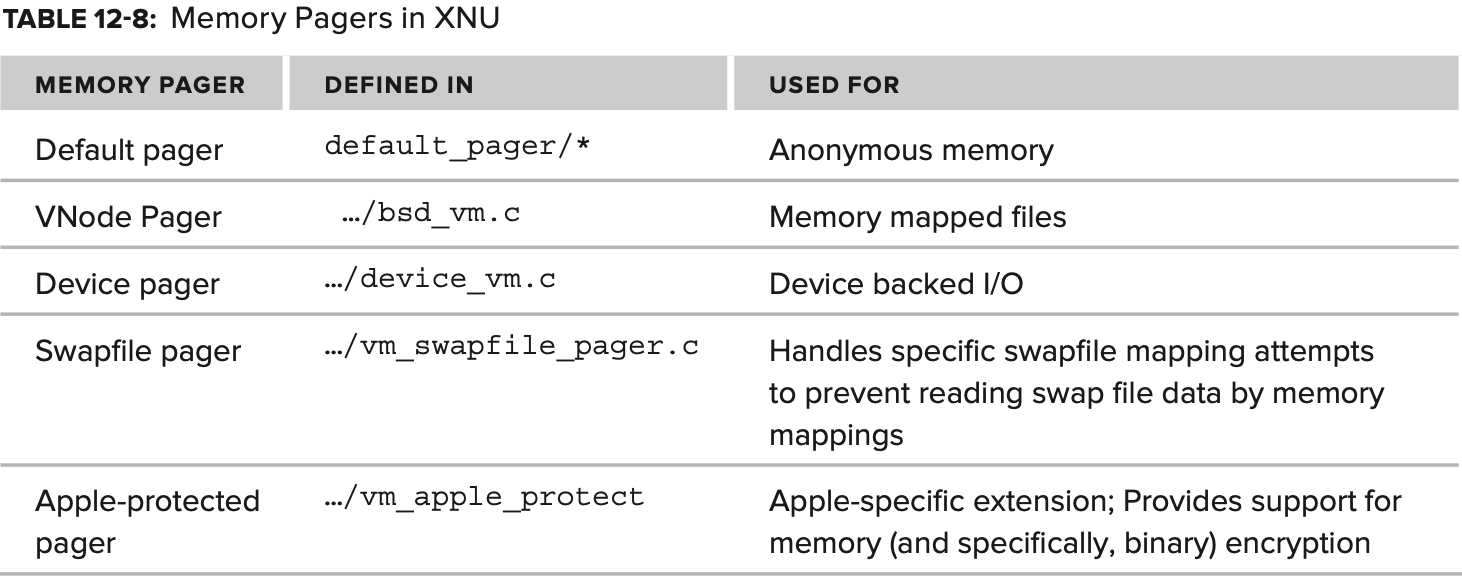 TABLE 12-8: Memory Pagers in XNU
MEMORY PAGER DEFINED IN USED FOR
Default pager default_pager/* Anonymous memory
VNode Pager …/bsd_vm.c Memory mapped files
Device pager …/device_vm.c Device backed I/O
Swapfile pager …/vm_swapfile_pager.c Handles specific swapfile mapping attempts
to prevent reading swap file data by memory
mappings
Apple-protected …/vm_apple_protect Apple-specific extension; Provides support for
pager memory (and specifically, binary) encryption